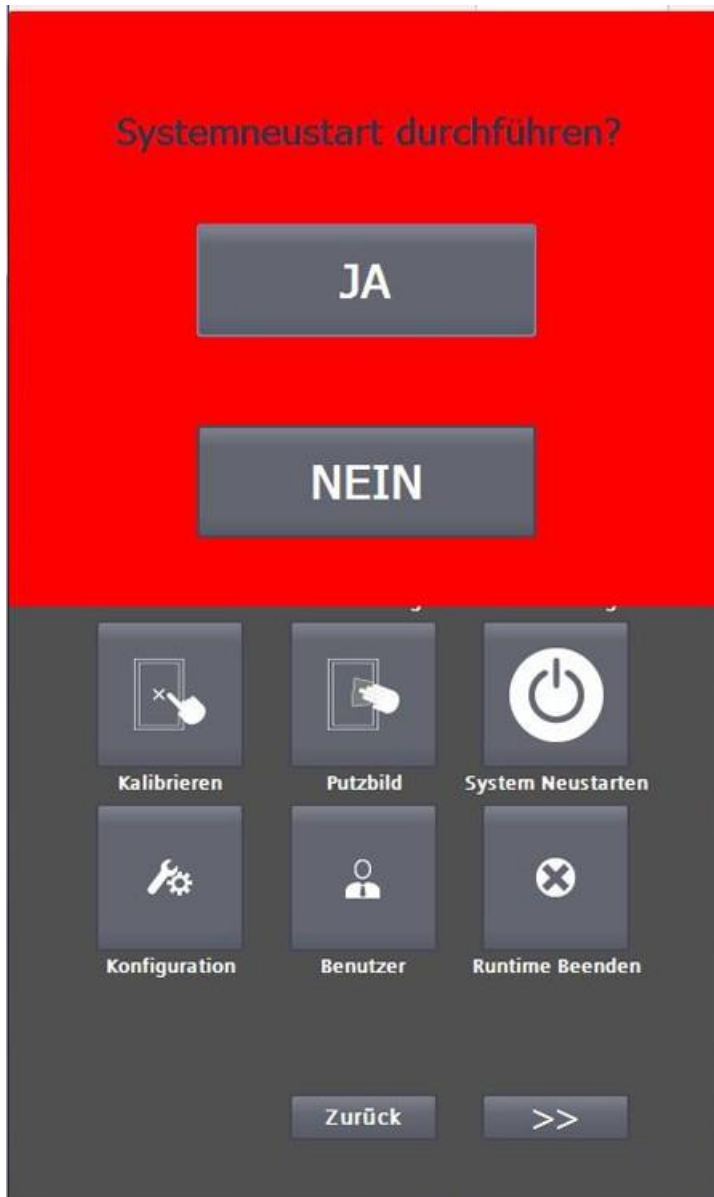 Systemneustart durchführen?
JA
NEIN
Kalibrieren
Putzbild
System Neustarten
Konfiguration
Benutzer
Runtime Beenden
Zurück
>>